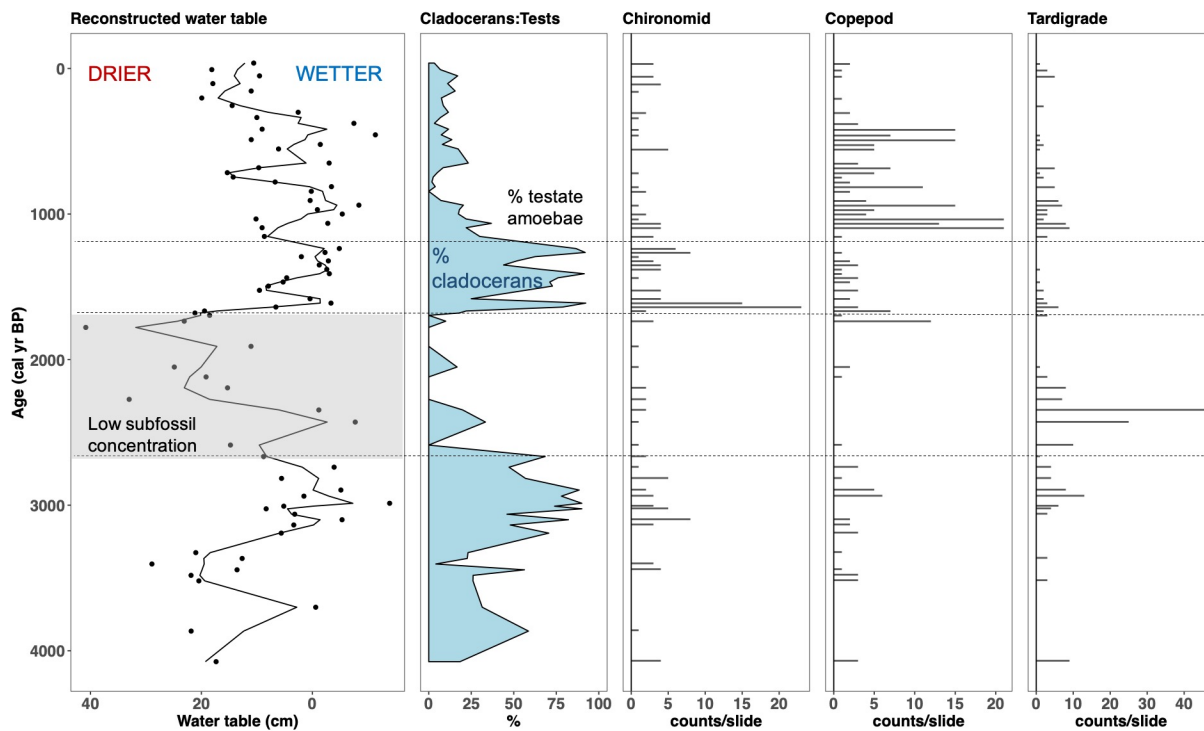 Reconstructed water table
Cladocerans:Tests
Chironomid
Copepod
Tardigrade
DRIER
WETTER
% testate
amoebae
%
cladocerans
Low subfossil
concentration
Age (cal yr BP)
0
1000
2000
3000
4000
40 20 0
0 25 50 75 100
0 5 10 15 20
0 5 10 15 20
0 10 20 30 40
Water table (cm)
%
counts/slide
counts/slide
counts/slide